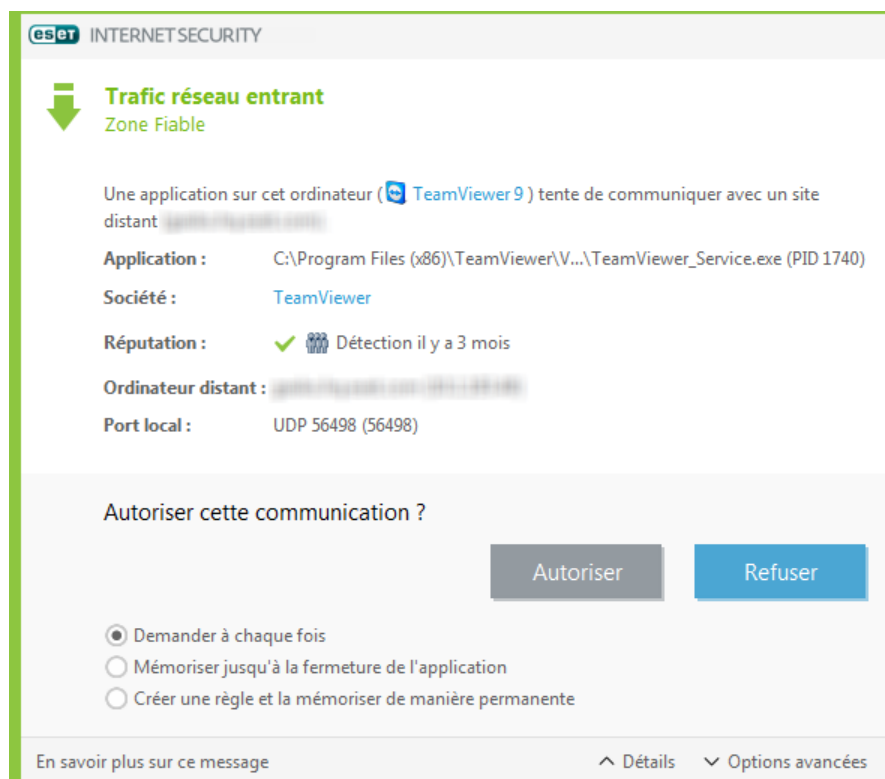 eset INTERNET SECURITY
Trafic réseau entrant
Zone Fiable
Une application sur cet ordinateur ( TeamViewer 9 ) tente de communiquer avec un site
distant
Application : C:\Program Files (x86)\TeamViewer\V...\TeamViewer_Service.exe (PID 1740)
Société : TeamViewer
Réputation : Détection il y a 3 mois
Ordinateur distant :
Port local : UDP 56498 (56498)
Autoriser cette communication ?
Autoriser Refuser
Demander à chaque fois
Mémoriser jusqu'à la fermeture de l'application
Créer une règle et la mémoriser de manière permanente
En savoir plus sur ce message Détails Options avancées